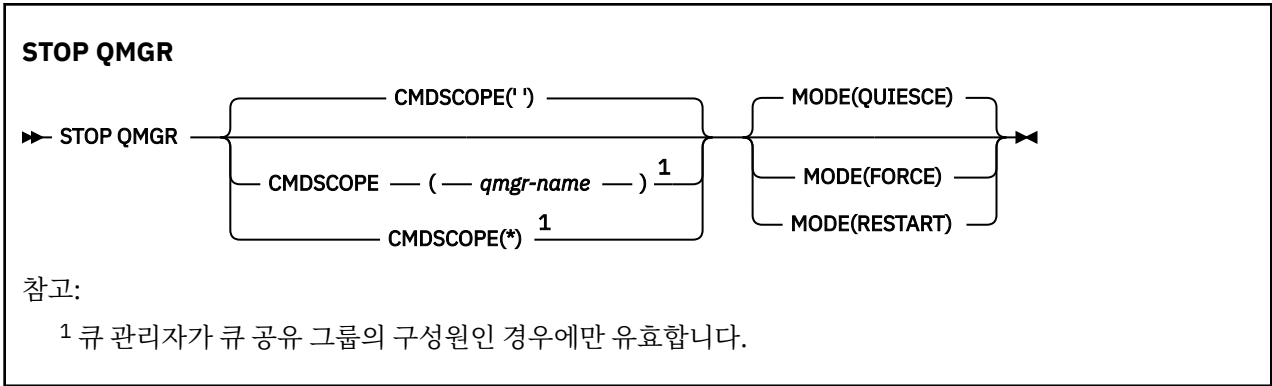 STOP QMGR
CMDSCOPE(' ')
MODE(QUIESCE)
STOP QMGR
CMDSCOPE ( qmgr-name ) 1
MODE(FORCE)
CMDSCOPE(*) 1
MODE(RESTART)
참고:
1 큐 관리자가 큐 공유 그룹의 구성원인 경우에만 유효합니다.